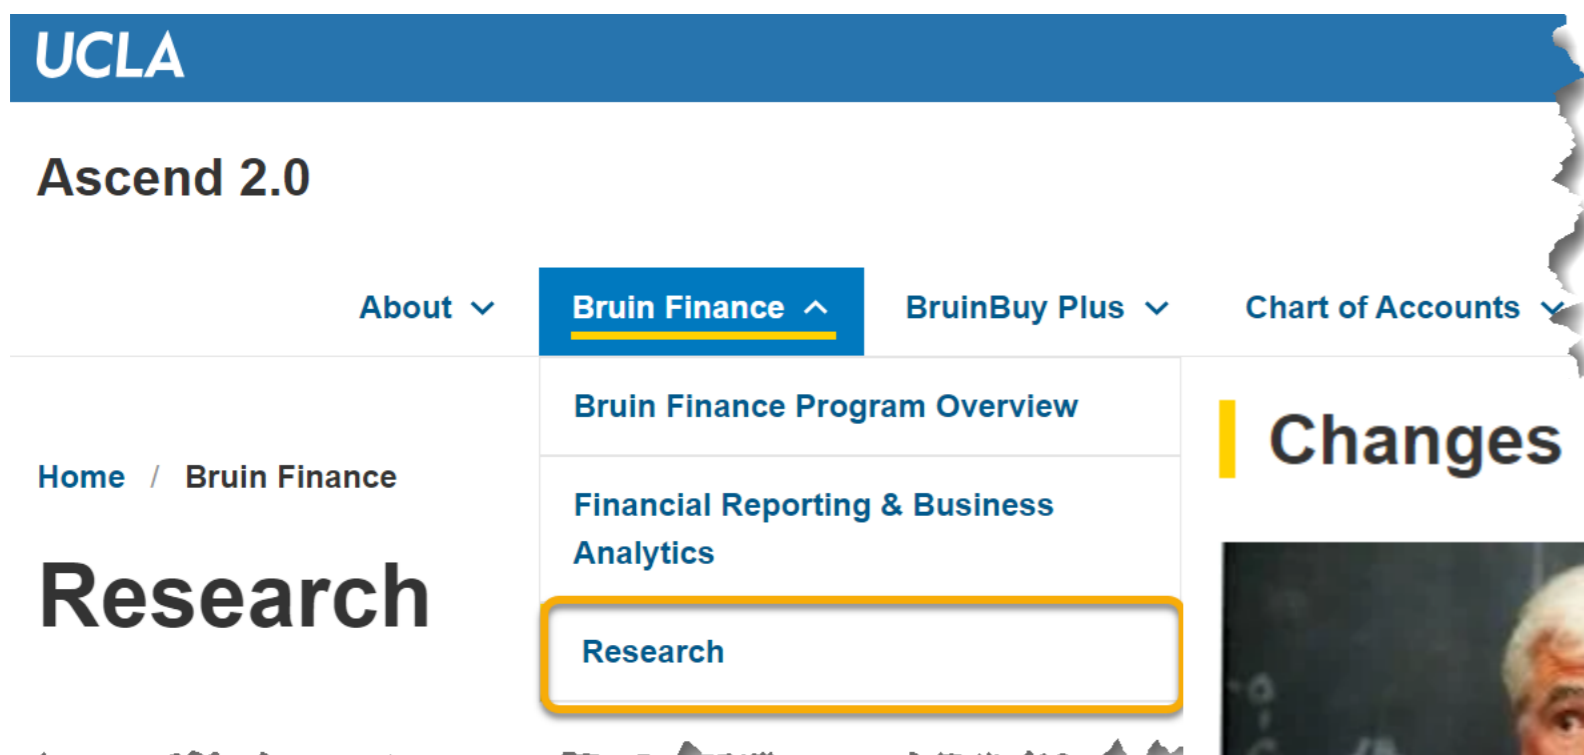 UCLA
Ascend 2.0
About
Bruin Finance
BruinBuy Plus
Chart of Accounts
Bruin Finance Program Overview
Financial Reporting & Business
Analytics
Research
Home / Bruin Finance
Research
Changes